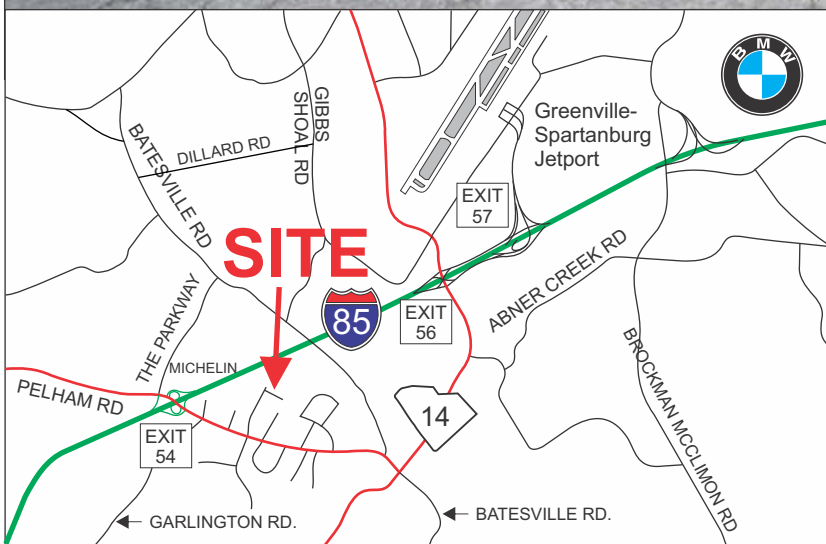 BMW
GIBBS
SHOAL RD
BATESVILLE RD
DILLARD RD
Greenville-
Spartanburg
Jetport
EXIT
57
SITE
85
EXIT
56
ABNER CREEK RD
THE PARKWAY
MICHELIN
PELHAM RD
BROCKMAN MCCLIMON RD
14
EXIT
54
GARLINGTON RD.
BATESVILLE RD.